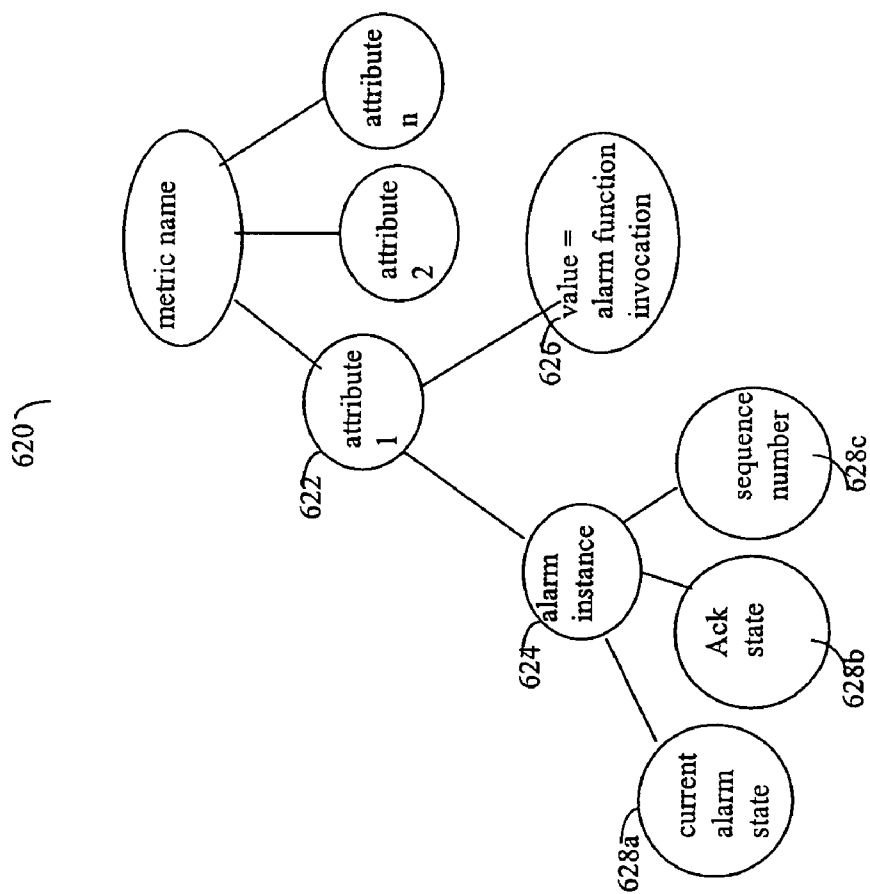 620
metric name
622
attribute
1
attribute
2
attribute
n
624
alarm
instance
626
value =
alarm function
invocation
628a
current
alarm
state
Ack
state
628b
sequence
number
628c